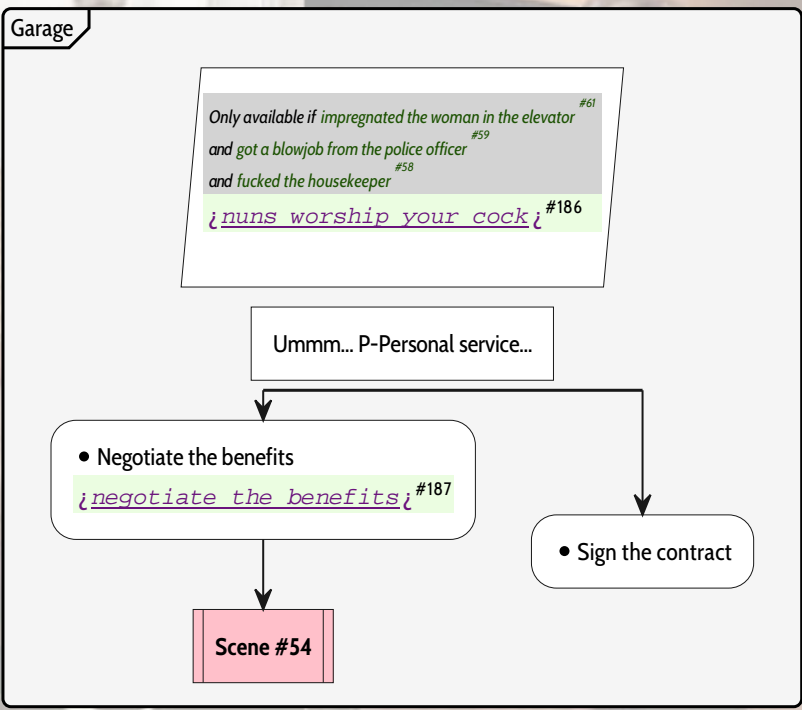 Garage
Only available if impregnated the woman in the elevator #61
and got a blowjob from the police officer #59
and fucked the housekeeper #58
¿nuns worship your cock¿ #186
Ummm... P-Personal service...
• Negotiate the benefits
¿negotiate the benefits¿ #187
• Sign the contract
Scene #54